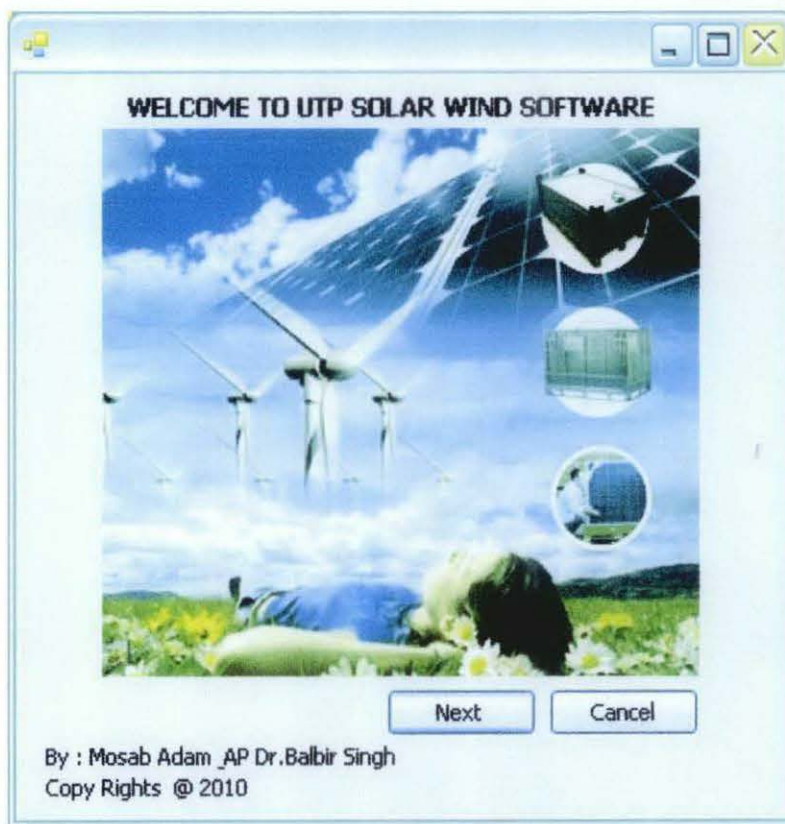 WELCOME TO UTP SOLAR WIND SOFTWARE
Next
Cancel
By : Mosab Adam _AP Dr.Balbir Singh
Copy Rights @ 2010